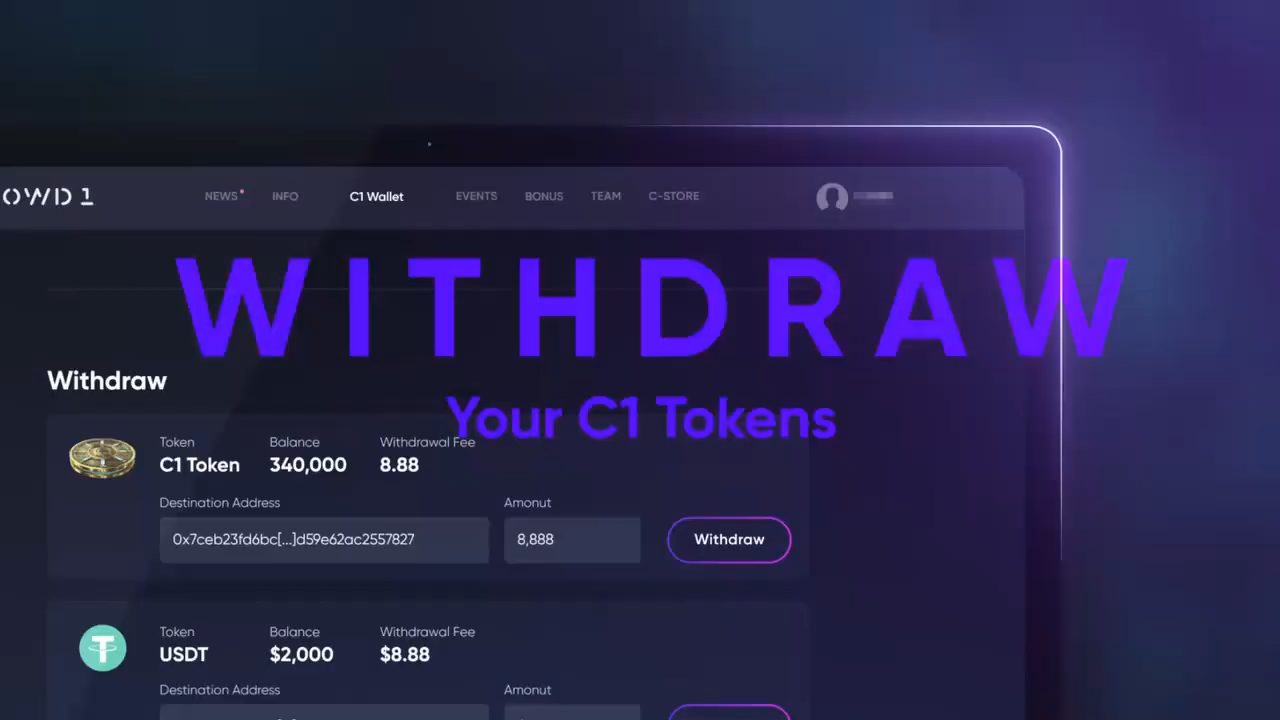 OWD 1
NEWS INFO C1 Wallet EVENTS BONUS TEAM C-STORE
WITHDRAW
Withdraw
Your C1 Tokens
Token Balance Withdrawal Fee
C1 Token 340,000 8.88
Destination Address Amonut
0x7ceb23fd6bc[...]d59e62ac2557827 8,888 Withdraw
Token Balance Withdrawal Fee
USDT $2,000 $8.88
Destination Address Amonut